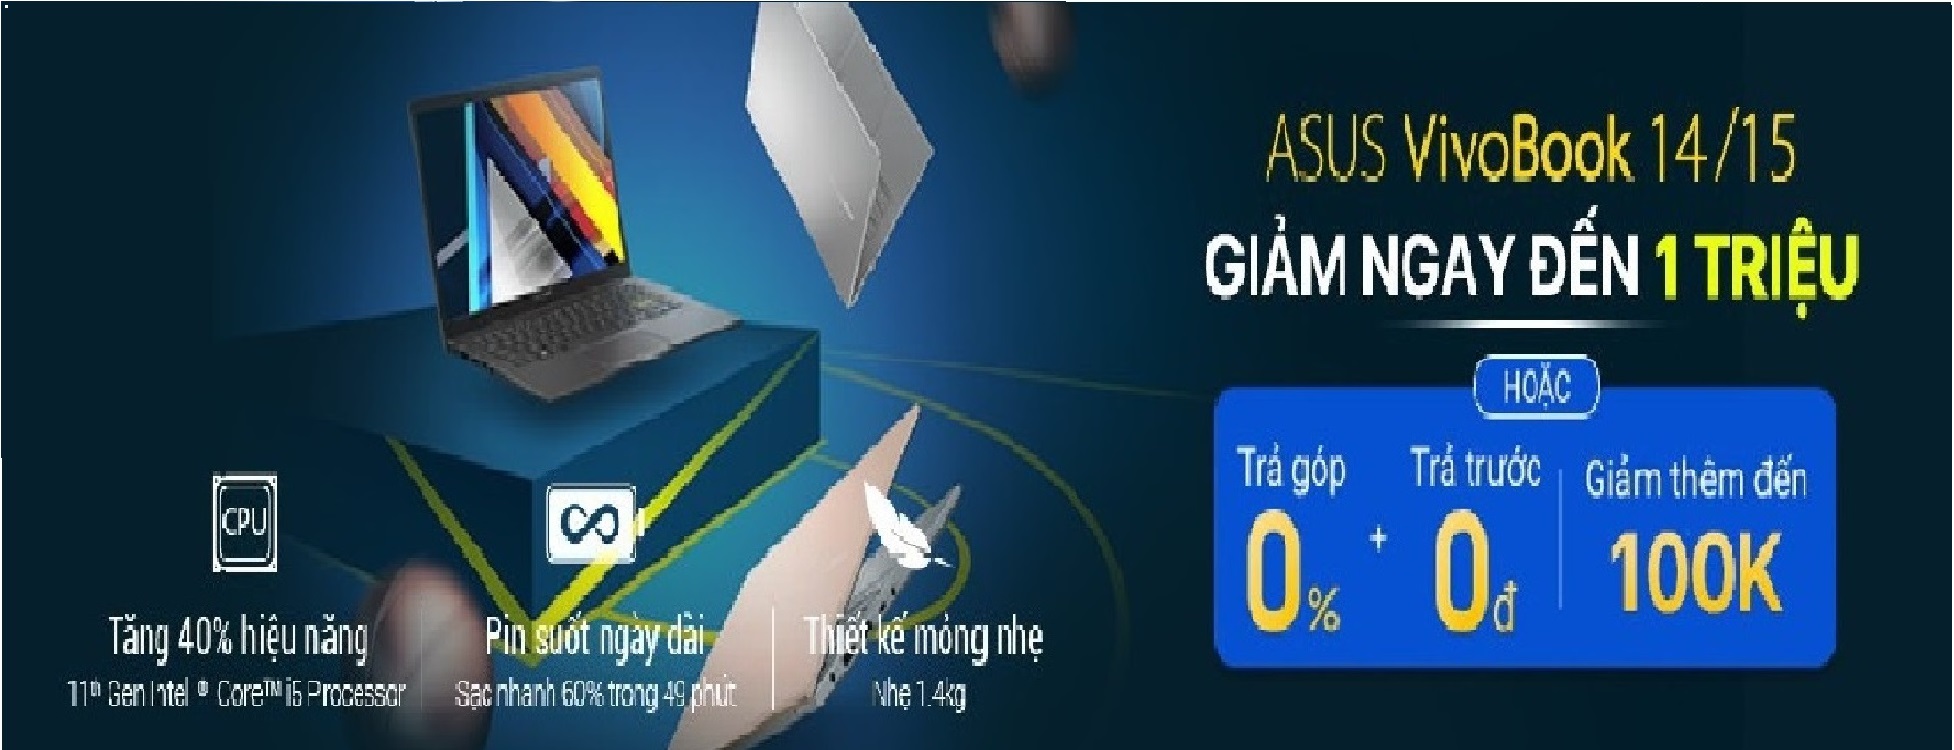 ASUS VivoBook 14/15
GIẢM NGAY ĐẾN 1 TRIỆU
HOẶC
Trả góp
0%
+
Trả trước
0đ
Giảm thêm đến
100K
CPU
Tăng 40% hiệu năng
11th Gen Intel ® Core™ i5 Processor
Pin suốt ngày dài
Sạc nhanh 60% trong 49 phút
Thiết kế mỏng nhẹ
Nhẹ 1.4kg